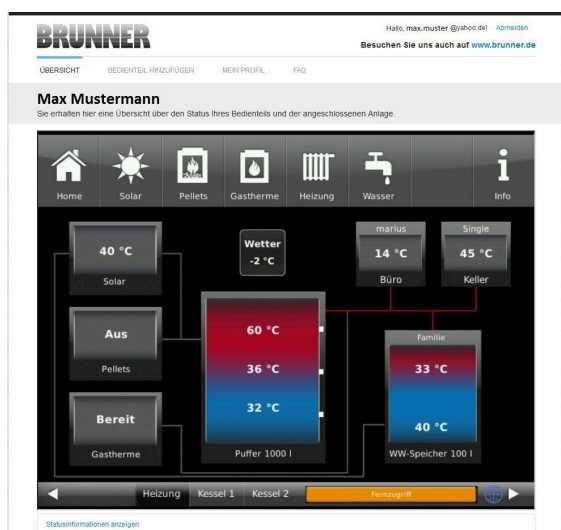 BRUNNER
Hallo, max.muster @yahoo.de! Abmelden
Besuchen Sie uns auch auf www.brunner.de
ÜBERSICHT BEDIENTEIL HINZUFÜGEN MEIN PROFIL FAQ
Max Mustermann
Sie erhalten hier eine Übersicht über den Status Ihres Bedienteils und der angeschlossenen Anlage.
Home Solar Pellets Gastherme Heizung Wasser Info
40 °C
Solar
Aus
Pellets
Bereit
Gastherme
Wetter
-2 °C
60 °C
36 °C
32 °C
Puffer 1000 l
marius
14 °C
Büro
Single
45 °C
Keller
Familie
33 °C
40 °C
WW-Speicher 100 l
Heizung Kessel 1 Kessel 2 Fernzugriff
Statusinformationen anzeigen